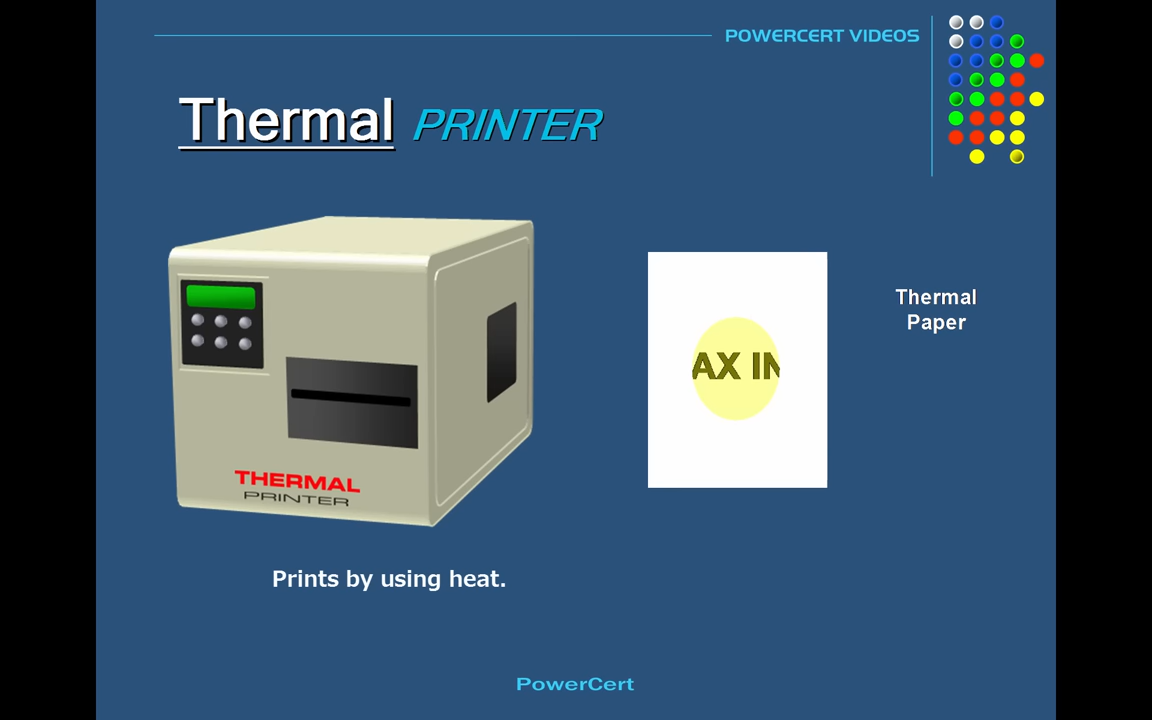 POWERCERT VIDEOS
Thermal PRINTER
Thermal
Paper
AX IN
THERMAL
PRINTER
Prints by using heat.
PowerCert